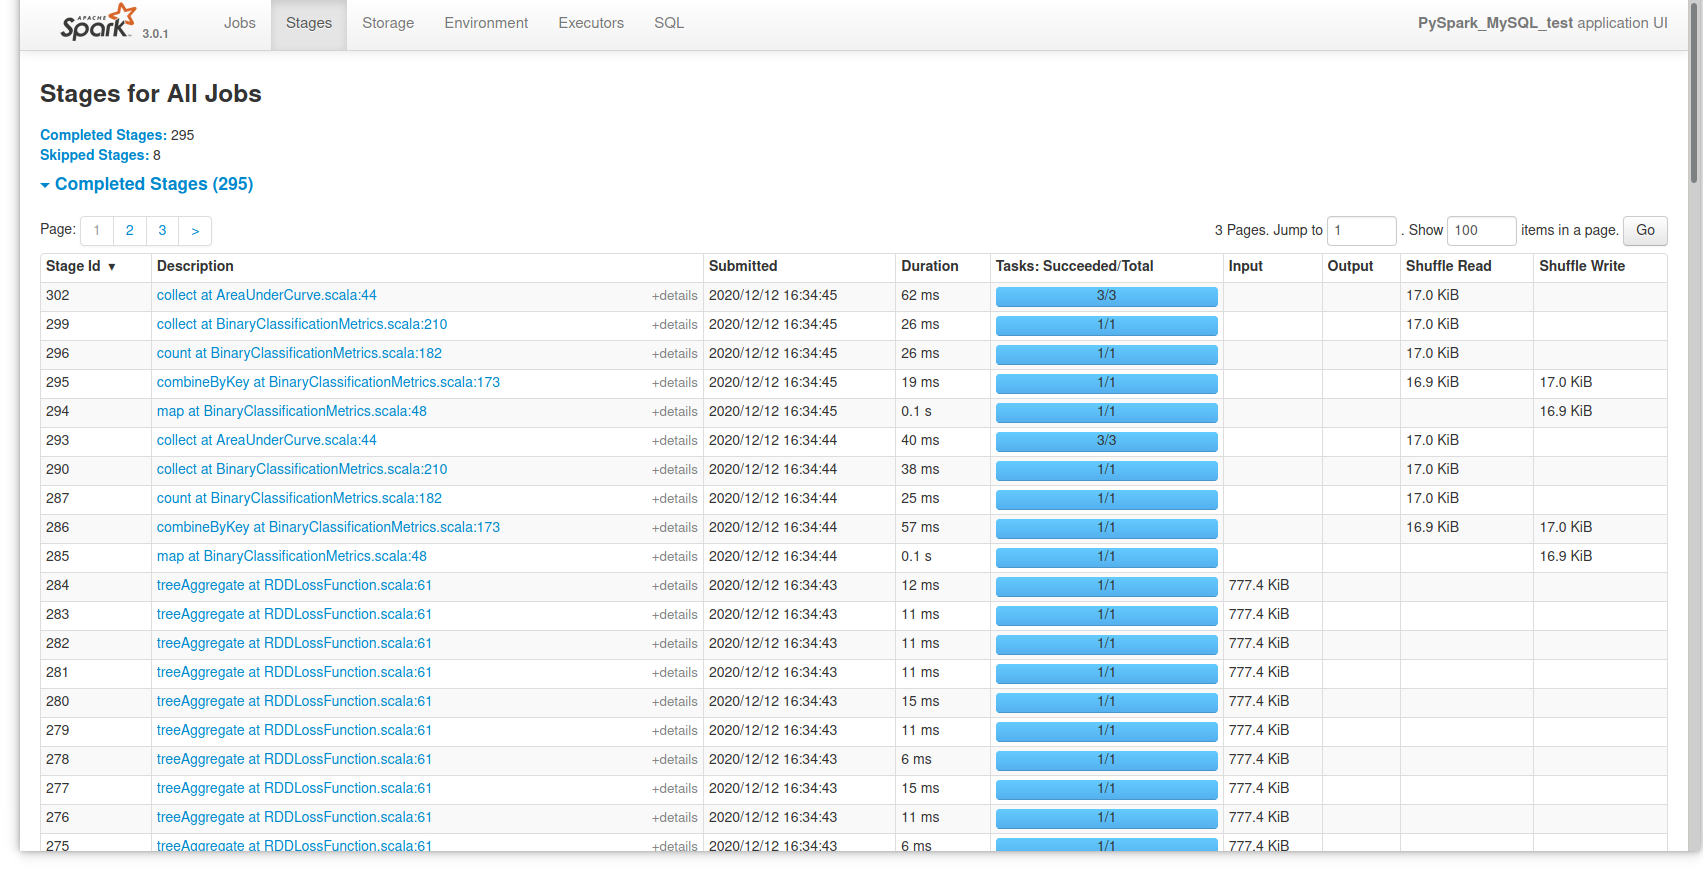 APACHE Spark 3.0.1 Jobs Stages Storage Environment Executors SQL PySpark_MySQL_test application UI
Stages for All Jobs
Completed Stages: 295
Skipped Stages: 8
Completed Stages (295)
Page: 1 2 3 > 3 Pages. Jump to 1 . Show 100 items in a page. Go
Stage Id ▾ Description Submitted Duration Tasks: Succeeded/Total Input Output Shuffle Read Shuffle Write
302 collect at AreaUnderCurve.scala:44 +details 2020/12/12 16:34:45 62 ms 3/3 17.0 KiB
299 collect at BinaryClassificationMetrics.scala:210 +details 2020/12/12 16:34:45 26 ms 1/1 17.0 KiB
296 count at BinaryClassificationMetrics.scala:182 +details 2020/12/12 16:34:45 26 ms 1/1 17.0 KiB
295 combineByKey at BinaryClassificationMetrics.scala:173 +details 2020/12/12 16:34:45 19 ms 1/1 16.9 KiB 17.0 KiB
294 map at BinaryClassificationMetrics.scala:48 +details 2020/12/12 16:34:45 0.1 s 1/1 16.9 KiB
293 collect at AreaUnderCurve.scala:44 +details 2020/12/12 16:34:44 40 ms 3/3 17.0 KiB
290 collect at BinaryClassificationMetrics.scala:210 +details 2020/12/12 16:34:44 38 ms 1/1 17.0 KiB
287 count at BinaryClassificationMetrics.scala:182 +details 2020/12/12 16:34:44 25 ms 1/1 17.0 KiB
286 combineByKey at BinaryClassificationMetrics.scala:173 +details 2020/12/12 16:34:44 57 ms 1/1 16.9 KiB 17.0 KiB
285 map at BinaryClassificationMetrics.scala:48 +details 2020/12/12 16:34:44 0.1 s 1/1 16.9 KiB
284 treeAggregate at RDDLossFunction.scala:61 +details 2020/12/12 16:34:43 12 ms 1/1 777.4 KiB
283 treeAggregate at RDDLossFunction.scala:61 +details 2020/12/12 16:34:43 11 ms 1/1 777.4 KiB
282 treeAggregate at RDDLossFunction.scala:61 +details 2020/12/12 16:34:43 11 ms 1/1 777.4 KiB
281 treeAggregate at RDDLossFunction.scala:61 +details 2020/12/12 16:34:43 11 ms 1/1 777.4 KiB
280 treeAggregate at RDDLossFunction.scala:61 +details 2020/12/12 16:34:43 15 ms 1/1 777.4 KiB
279 treeAggregate at RDDLossFunction.scala:61 +details 2020/12/12 16:34:43 11 ms 1/1 777.4 KiB
278 treeAggregate at RDDLossFunction.scala:61 +details 2020/12/12 16:34:43 6 ms 1/1 777.4 KiB
277 treeAggregate at RDDLossFunction.scala:61 +details 2020/12/12 16:34:43 15 ms 1/1 777.4 KiB
276 treeAggregate at RDDLossFunction.scala:61 +details 2020/12/12 16:34:43 11 ms 1/1 777.4 KiB
275 treeAggregate at RDDLossFunction.scala:61 +details 2020/12/12 16:34:43 6 ms 1/1 777.4 KiB